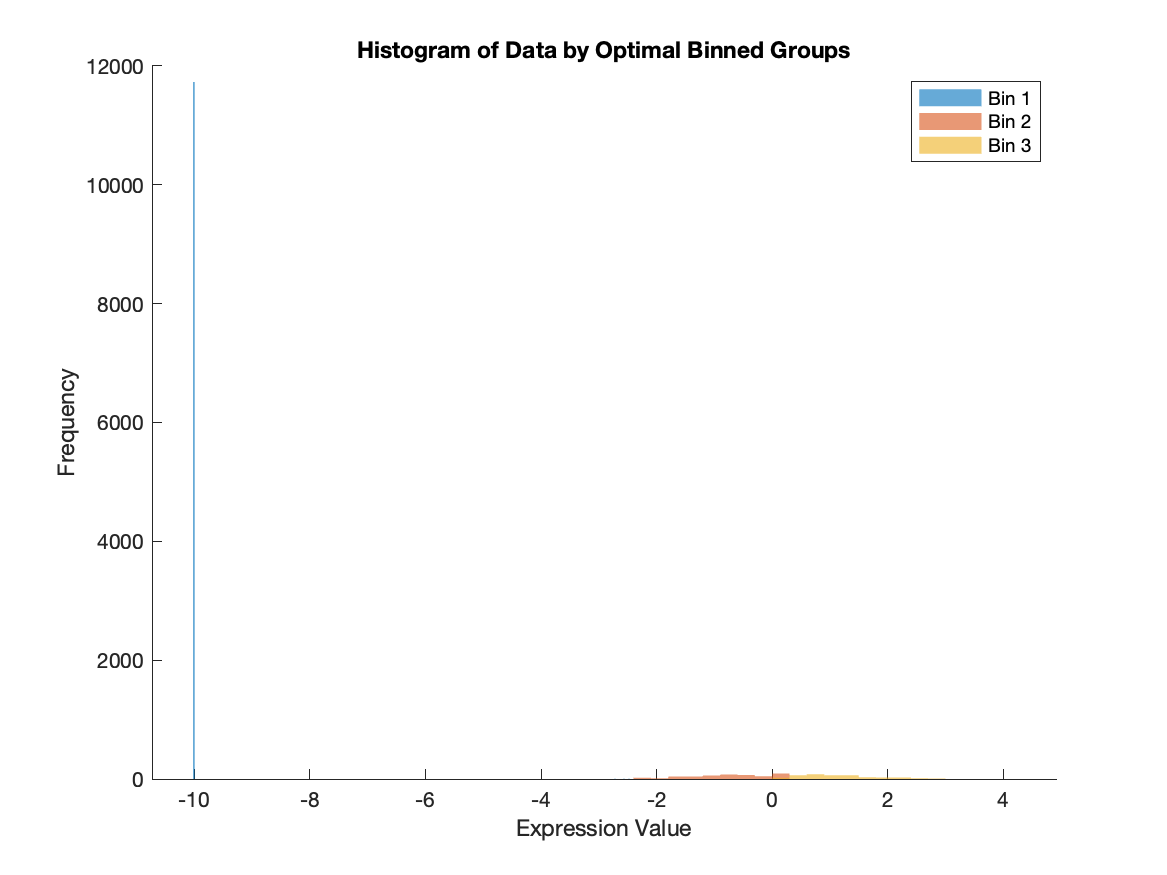 Histogram of Data by Optimal Binned Groups
12000
10000
8000
6000
4000
2000
0
Frequency
Bin 1
Bin 2
Bin 3
-10 -8 -6 -4 -2 0 2 4
Expression Value